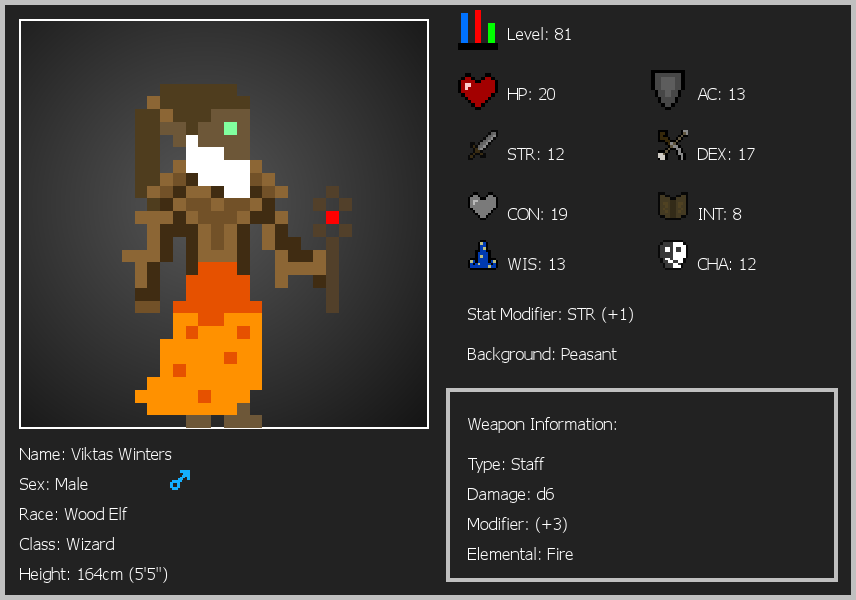 Level: 81
HP: 20
AC: 13
STR: 12
DEX: 17
CON: 19
INT: 8
WIS: 13
CHA: 12
Stat Modifier: STR (+1)
Background: Peasant
Weapon Information:
Type: Staff
Damage: d6
Modifier: (+3)
Elemental: Fire
Name: Viktas Winters
Sex: Male
Race: Wood Elf
Class: Wizard
Height: 164cm (5'5")